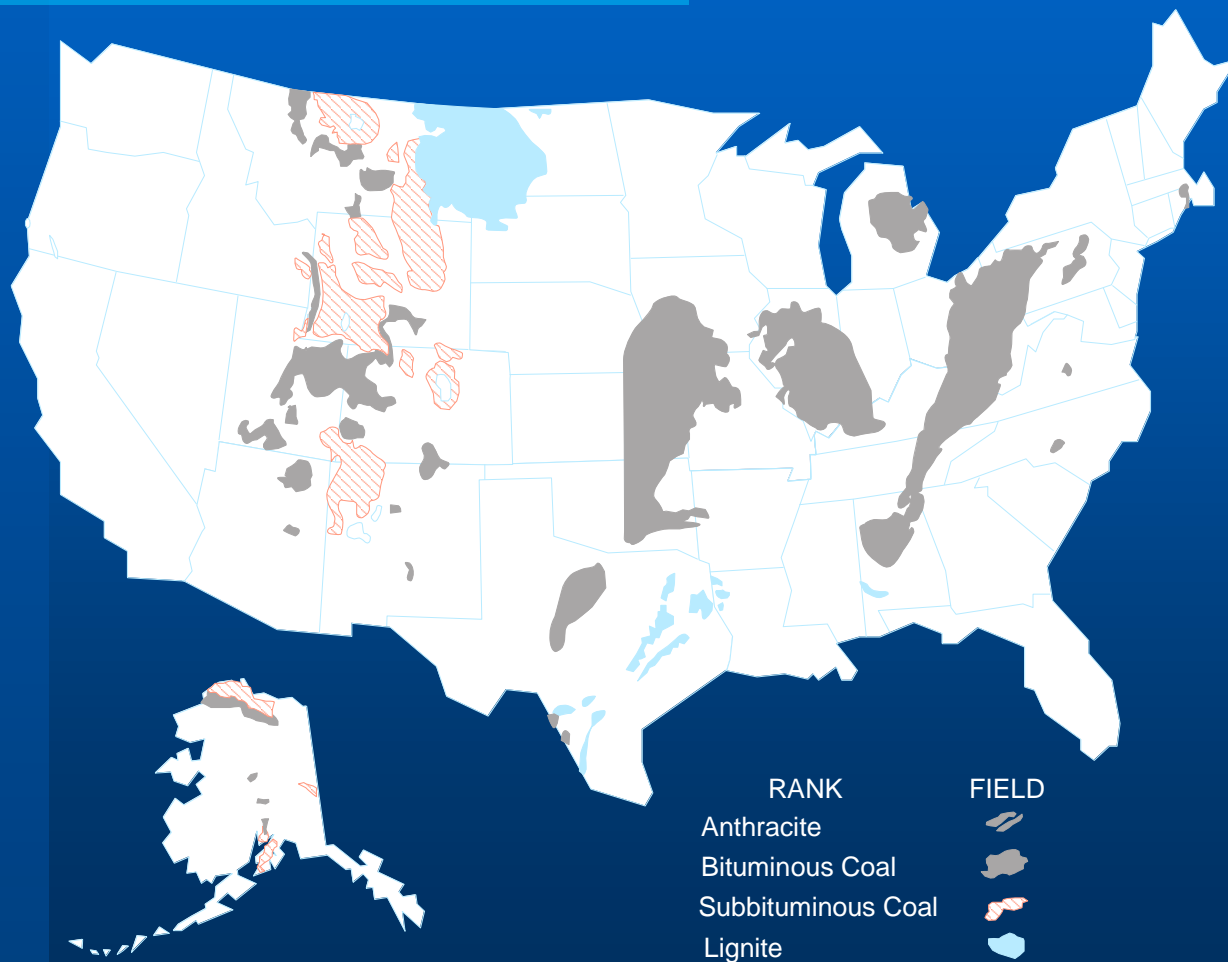 RANK FIELD
Anthracite
Bituminous Coal
Subbituminous Coal
Lignite